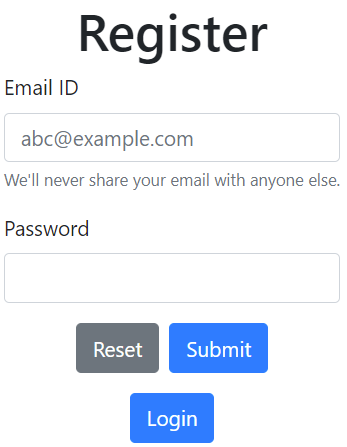 Register
Email ID
abc@example.com
We'll never share your email with anyone else.
Password
Reset Submit
Login